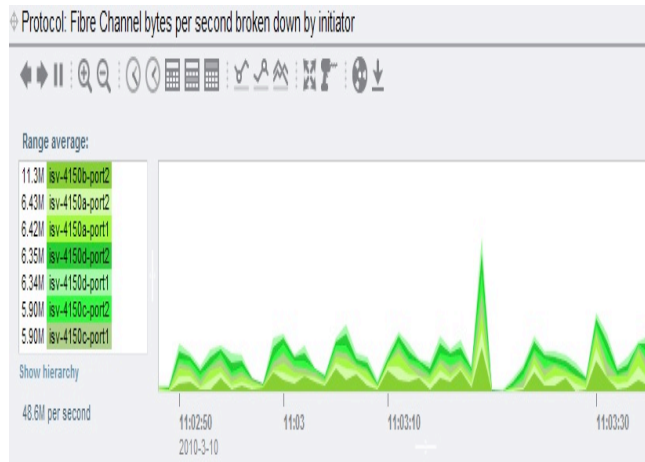 Protocol: Fibre Channel bytes per second broken down by initiator
Range average:
11.3M isv-4150b-port2
6.43M isv-4150a-port2
6.42M isv-4150a-port1
6.35M isv-4150d-port2
6.34M isv-4150d-port1
5.90M isv-4150c-port2
5.90M isv-4150c-port1
Show hierarchy
48.6M per second
11:02:50 11:03 11:03:10 11:03:30
2010-3-10